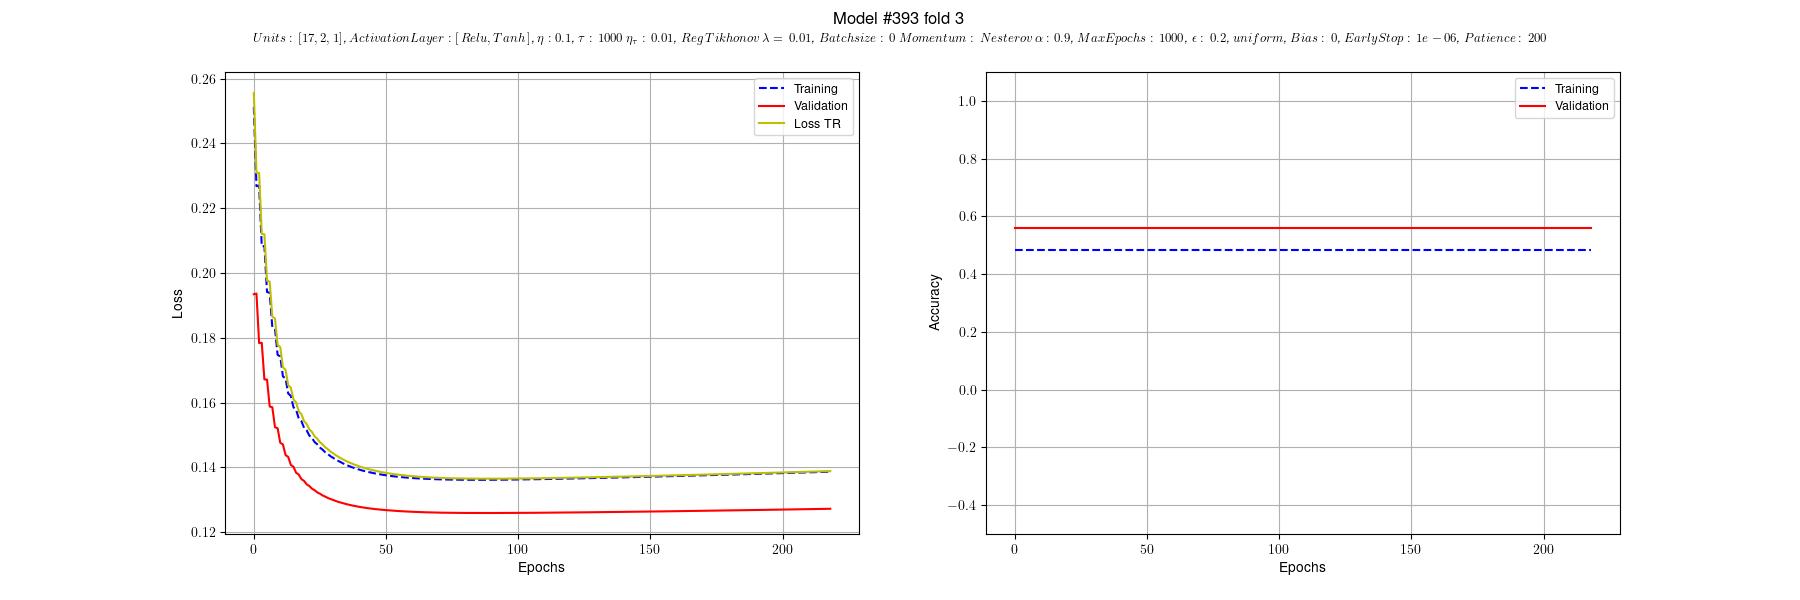 Model #393 fold 3
Units : [17, 2, 1], ActivationLayer : [ Relu, Tanh], η : 0.1, τ : 1000 ητ : 0.01, RegTikhonov λ = 0.01, Batchsize : 0 Momentum : Nesterov α : 0.9, MaxEpochs : 1000, ϵ : 0.2, uniform, Bias : 0, EarlyStop : 1e − 06, Patience : 200
0.26
0.24
0.22
0.20
0.18
0.16
0.14
0.12
Loss
0 50 100 150 200
Epochs
Training
Validation
Loss TR
1.0
0.8
0.6
0.4
0.2
0.0
−0.2
−0.4
Accuracy
0 50 100 150 200
Epochs
Training
Validation